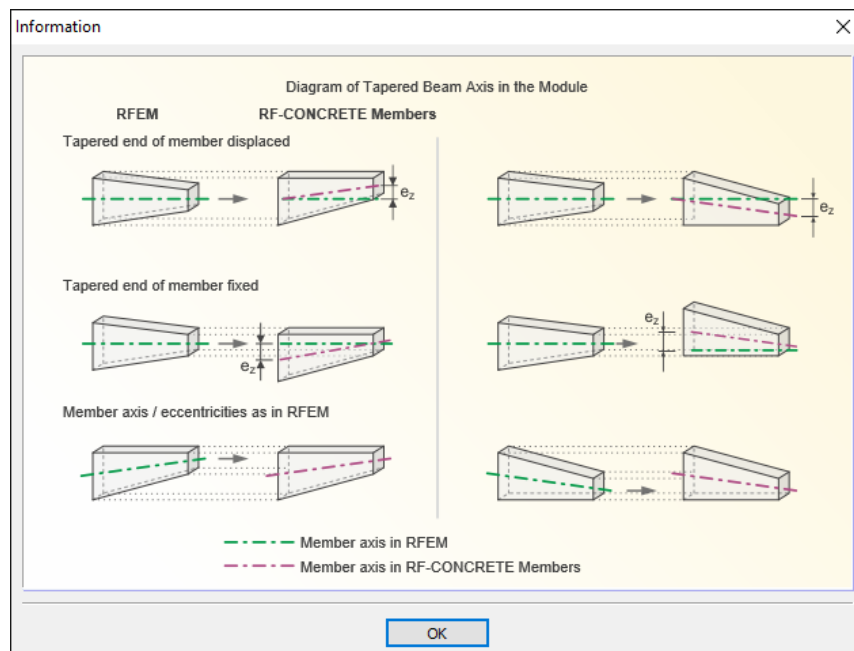 Information
Diagram of Tapered Beam Axis in the Module
RFEM RF-CONCRETE Members
Tapered end of member displaced
ez
ez
Tapered end of member fixed
ez
ez
Member axis / eccentricities as in RFEM
Member axis in RFEM
Member axis in RF-CONCRETE Members
OK